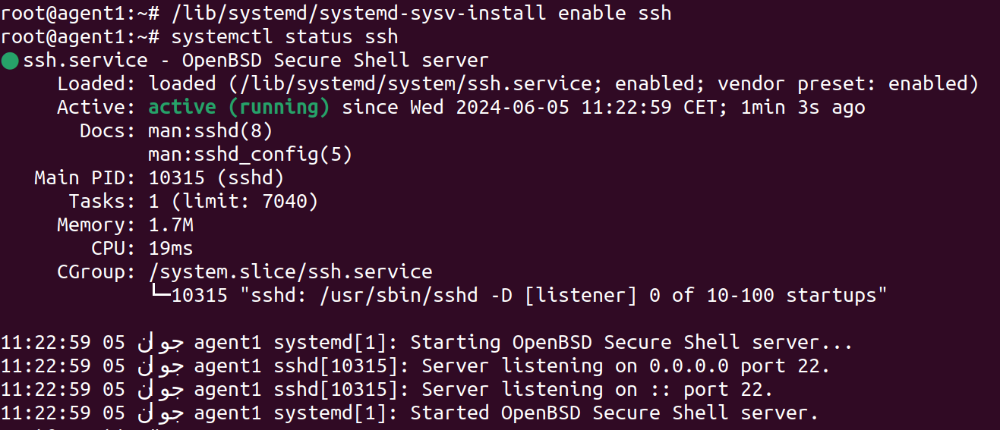 root@agent1:~# /lib/systemd/systemd-sysv-install enable ssh
root@agent1:~# systemctl status ssh
● ssh.service - OpenBSD Secure Shell server
Loaded: loaded (/lib/systemd/system/ssh.service; enabled; vendor preset: enabled)
Active: active (running) since Wed 2024-06-05 11:22:59 CET; 1min 3s ago
Docs: man:sshd(8)
man:sshd_config(5)
Main PID: 10315 (sshd)
Tasks: 1 (limit: 7040)
Memory: 1.7M
CPU: 19ms
CGroup: /system.slice/ssh.service
└─10315 "sshd: /usr/sbin/sshd -D [listener] 0 of 10-100 startups"
11:22:59 05 جوان agent1 systemd[1]: Starting OpenBSD Secure Shell server...
11:22:59 05 جوان agent1 sshd[10315]: Server listening on 0.0.0.0 port 22.
11:22:59 05 جوان agent1 sshd[10315]: Server listening on :: port 22.
11:22:59 05 جوان agent1 systemd[1]: Started OpenBSD Secure Shell server.